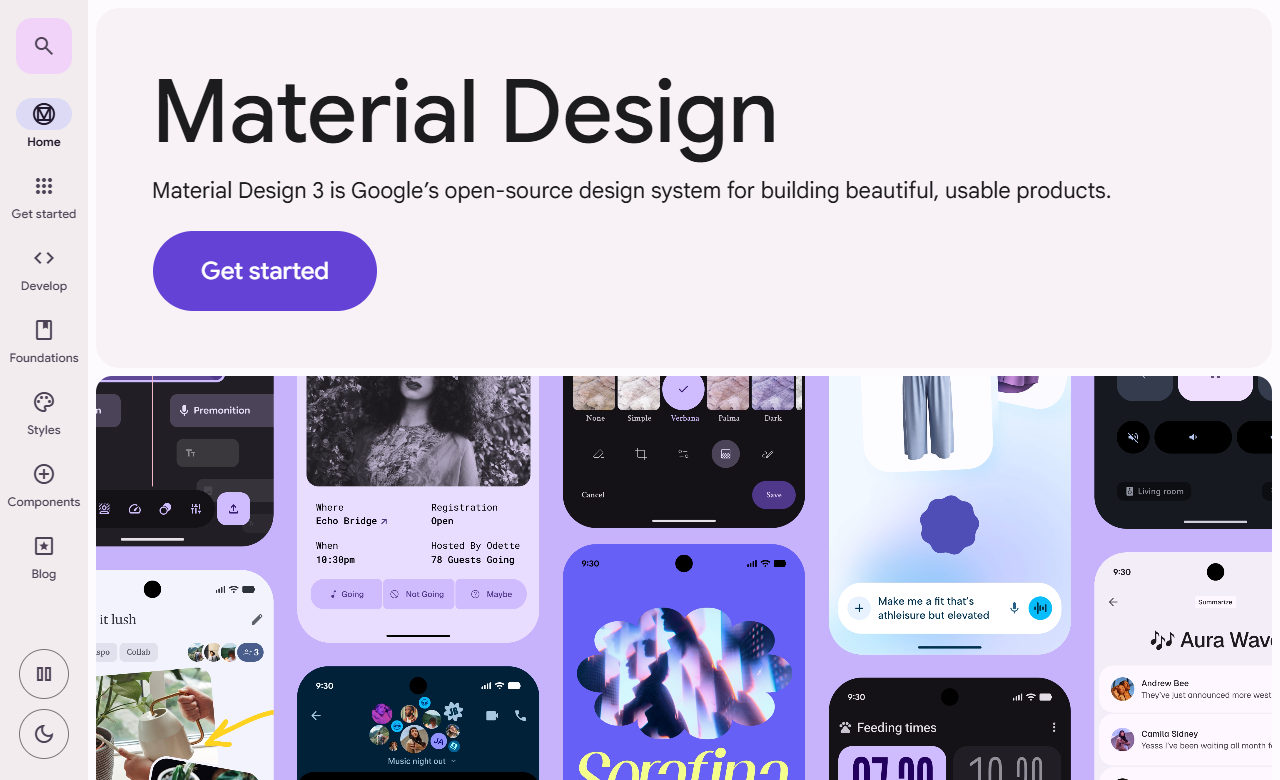 Home
Get started
Develop
Foundations
Styles
Components
Blog
Material Design
Material Design 3 is Google’s open-source design system for building beautiful, usable products.
Get started
Premonition
it lush
Collab
3
Where
Echo Bridge
Registration
Open
When
10:30pm
Hosted By Odette
78 Guests Going
Going
Not Going
Maybe
9:30
Music night out
None
Simple
Verbana
Palma
Dark
Cancel
Save
9:30
Make me a fit that's
athleisure but elevated
9:30
Feeding times
Living room
9:30
Summarize
Aura Wave
Andrew Bee
They've just announced more west
Camila Sidney
Yeess I've been waiting all month f